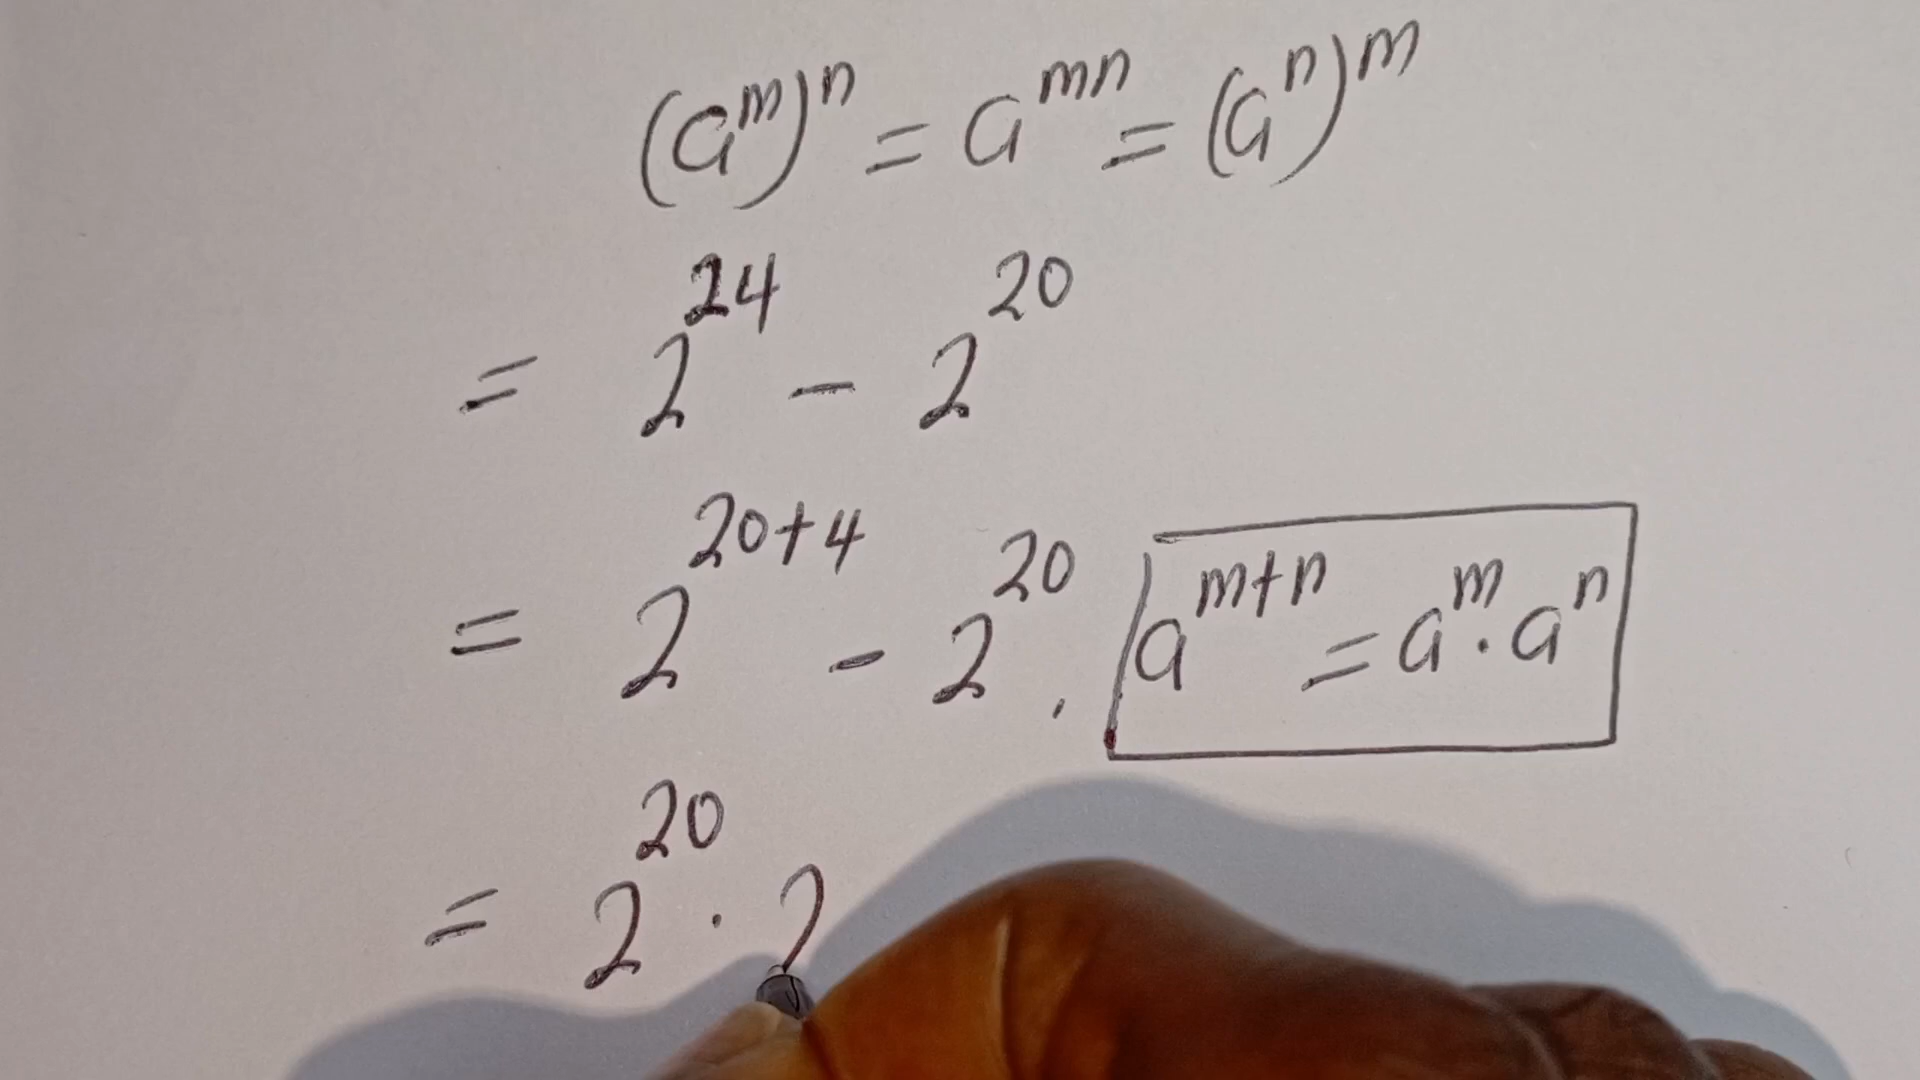 (a^m)^n = a^mn = (a^n)^m
= 2^24 - 2^20
= 2^20+4 - 2^20 , a^m+n = a^m · a^n
= 2^20 · 2